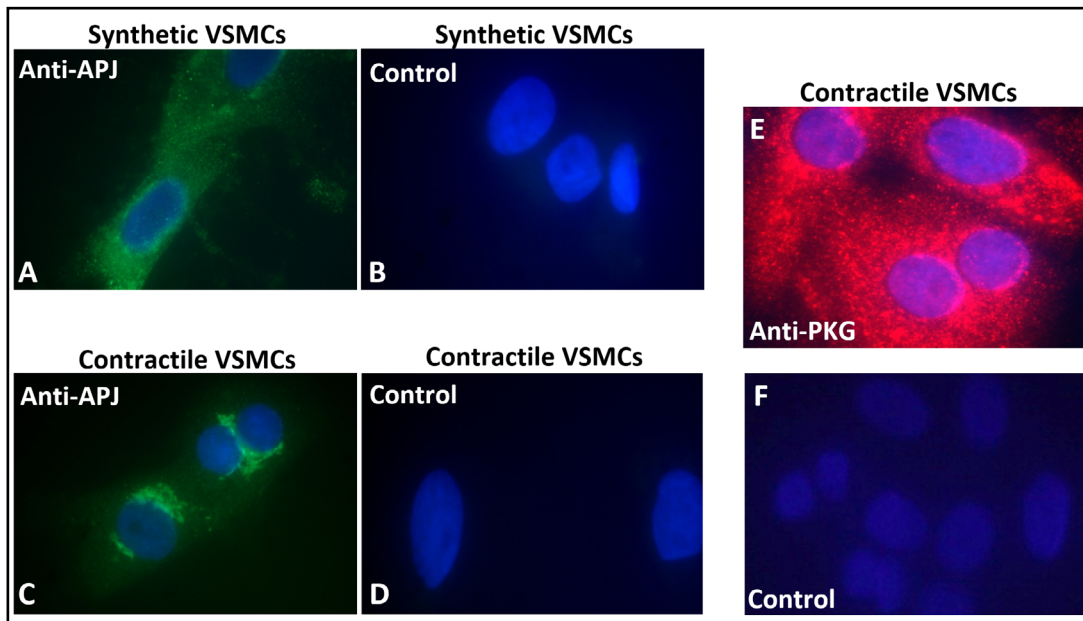 Synthetic VSMCs
Anti-APJ
A
Synthetic VSMCs
Control
B
Contractile VSMCs
E
Anti-PKG
Contractile VSMCs
Anti-APJ
C
Contractile VSMCs
Control
D
F
Control